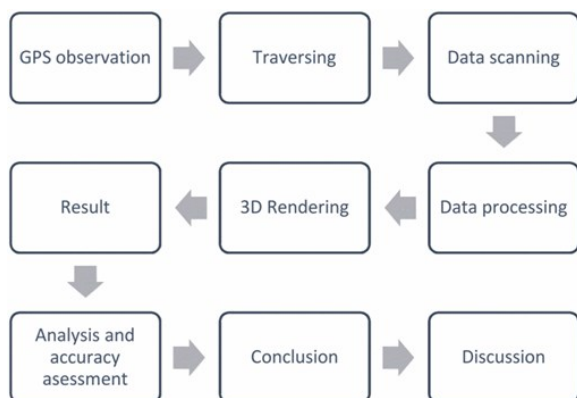 GPS observation
Traversing
Data scanning
Data processing
3D Rendering
Result
Analysis and
accuracy
asessment
Conclusion
Discussion